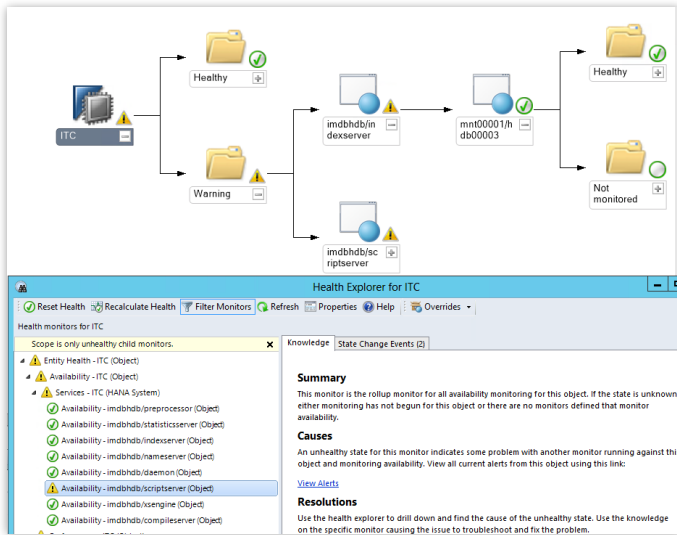 Healthy
Healthy
ITC
imdbhdb/in
dexserver
mnt00001/h
db00003
Warning
Not
monitored
imdbhdb/sc
riptserver
Health Explorer for ITC
Reset Health Recalculate Health Filter Monitors Refresh Properties Help Overrides
Health monitors for ITC
Scope is only unhealthy child monitors.
Entity Health - ITC (Object)
Availability - ITC (Object)
Services - ITC (HANA System)
Availability - imdbhdb/preprocessor (Object)
Availability - imdbhdb/statisticsserver (Object)
Availability - imdbhdb/indexserver (Object)
Availability - imdbhdb/nameserver (Object)
Availability - imdbhdb/daemon (Object)
Availability - imdbhdb/scriptserver (Object)
Availability - imdbhdb/xsengine (Object)
Availability - imdbhdb/compileserver (Object)
Knowledge State Change Events (2)
Summary
This monitor is the rollup monitor for all availability monitoring for this object. If the state is unknown
either monitoring has not begun for this object or there are no monitors defined that monitor
availability.
Causes
An unhealthy state for this monitor indicates some problem with another monitor running against thi
object and monitoring availability. View all current alerts from this object using this link:
View Alerts
Resolutions
Use the health explorer to drill down and find the cause of the unhealthy state. Use the knowledge
on the specific monitor causing the issue to troubleshoot and fix the problem.